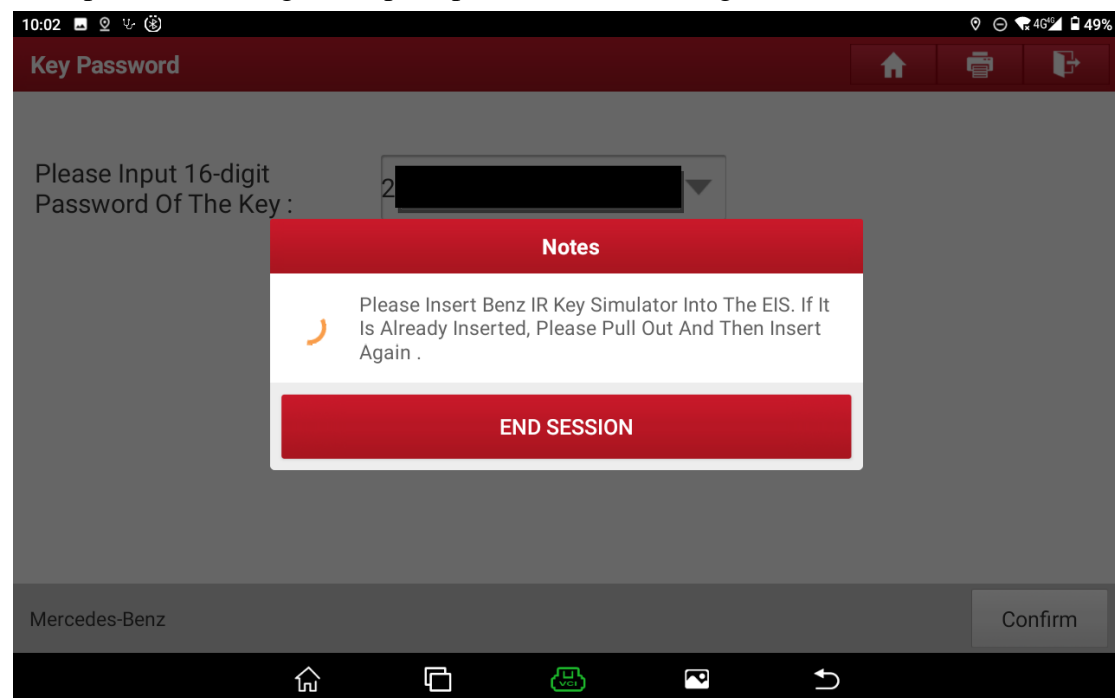 10:02
4G 4G 49%
Key Password
Please Input 16-digit
Password Of The Key :
2
Notes
Please Insert Benz IR Key Simulator Into The EIS. If It
Is Already Inserted, Please Pull Out And Then Insert
Again .
END SESSION
Mercedes-Benz
Confirm
VCI